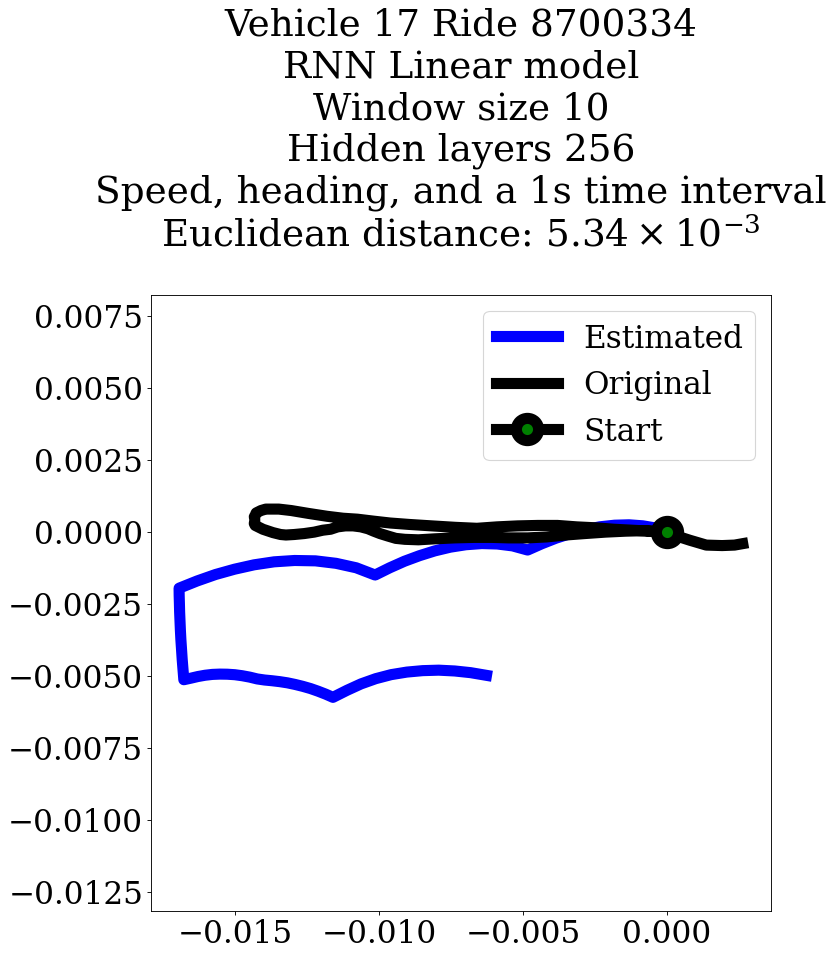 Vehicle 17 Ride 8700334
RNN Linear model
Window size 10
Hidden layers 256
Speed, heading, and a 1s time interval
Euclidean distance: 5.34 × 10⁻³
Estimated
Original
Start
0.0075
0.0050
0.0025
0.0000
−0.0025
−0.0050
−0.0075
−0.0100
−0.0125
−0.015 −0.010 −0.005 0.000